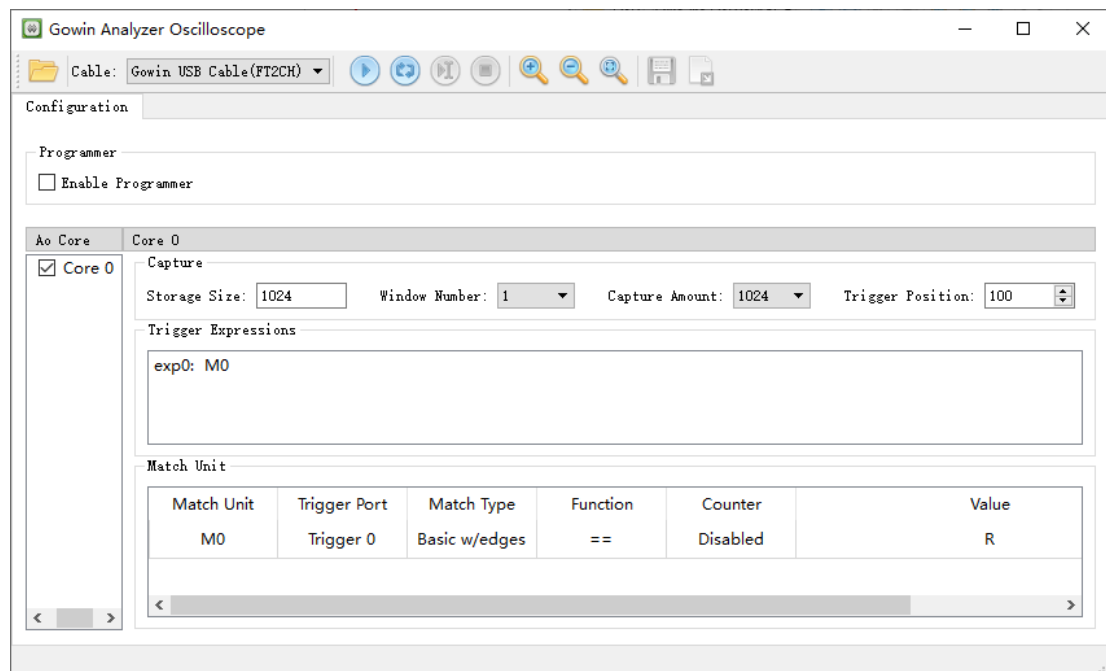 Gowin Analyzer Oscilloscope
Cable: Gowin USB Cable(FT2CH)
Configuration
Programmer
Enable Programmer
Ao Core Core 0
Core 0
Capture
Storage Size: 1024 Window Number: 1 Capture Amount: 1024 Trigger Position: 100
Trigger Expressions
exp0: M0
Match Unit
Match Unit Trigger Port Match Type Function Counter Value
M0 Trigger 0 Basic w/edges == Disabled R